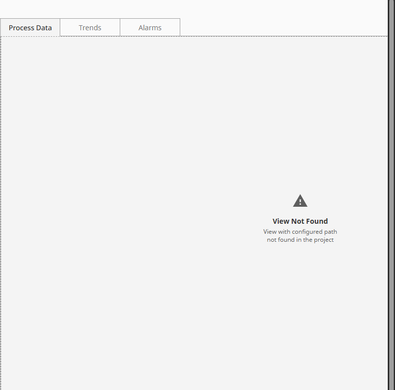 Process Data Trends Alarms
View Not Found
View with configured path
not found in the project